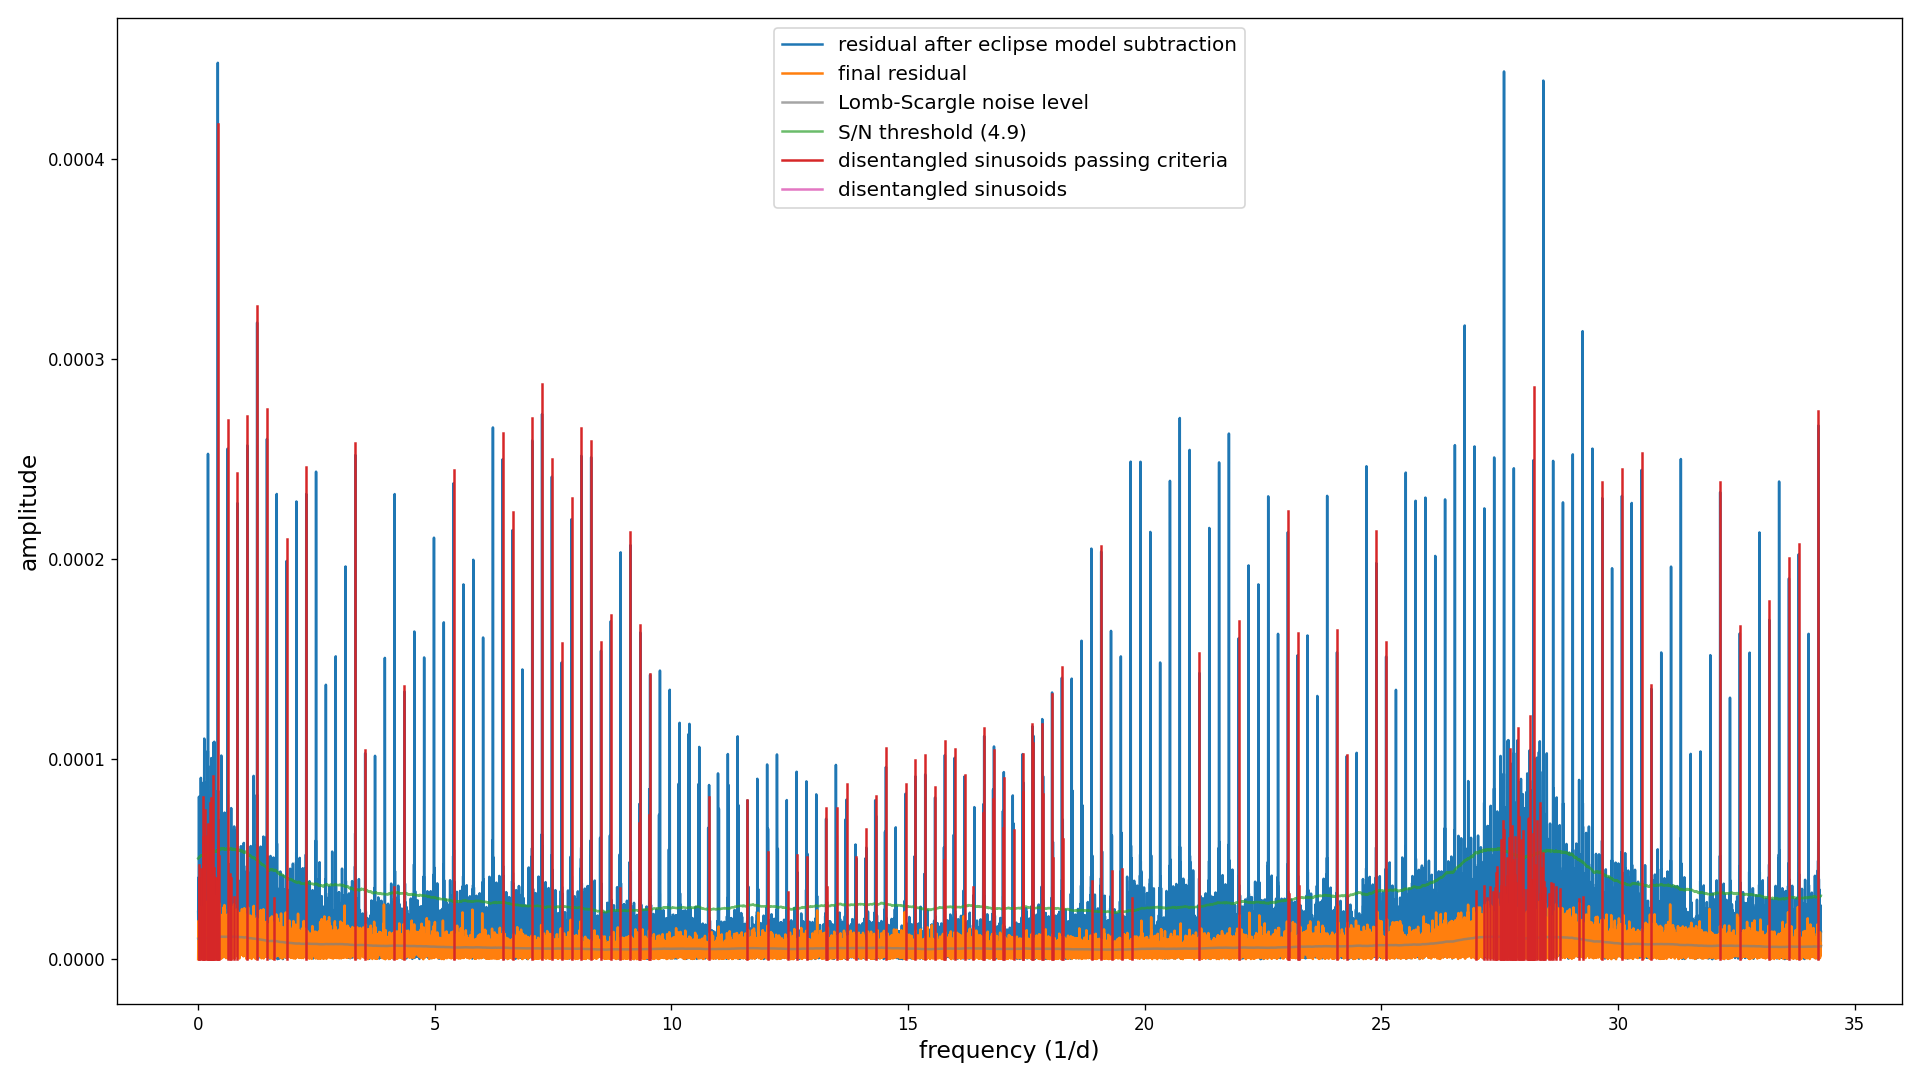 residual after eclipse model subtraction
final residual
Lomb-Scargle noise level
S/N threshold (4.9)
disentangled sinusoids passing criteria
disentangled sinusoids
amplitude
0.0004
0.0003
0.0002
0.0001
0.0000
0 5 10 15 20 25 30 35
frequency (1/d)